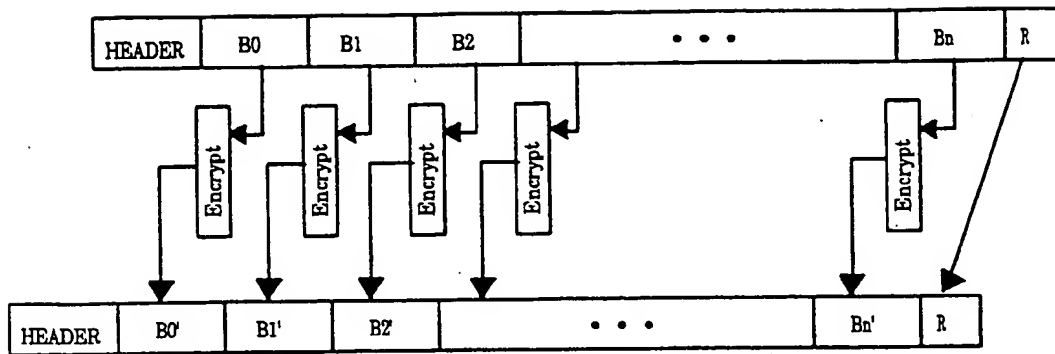 HEADER B0 B1 B2 • • • Bn R
Encrypt Encrypt Encrypt Encrypt Encrypt
HEADER B0' B1' B2' • • • Bn' R